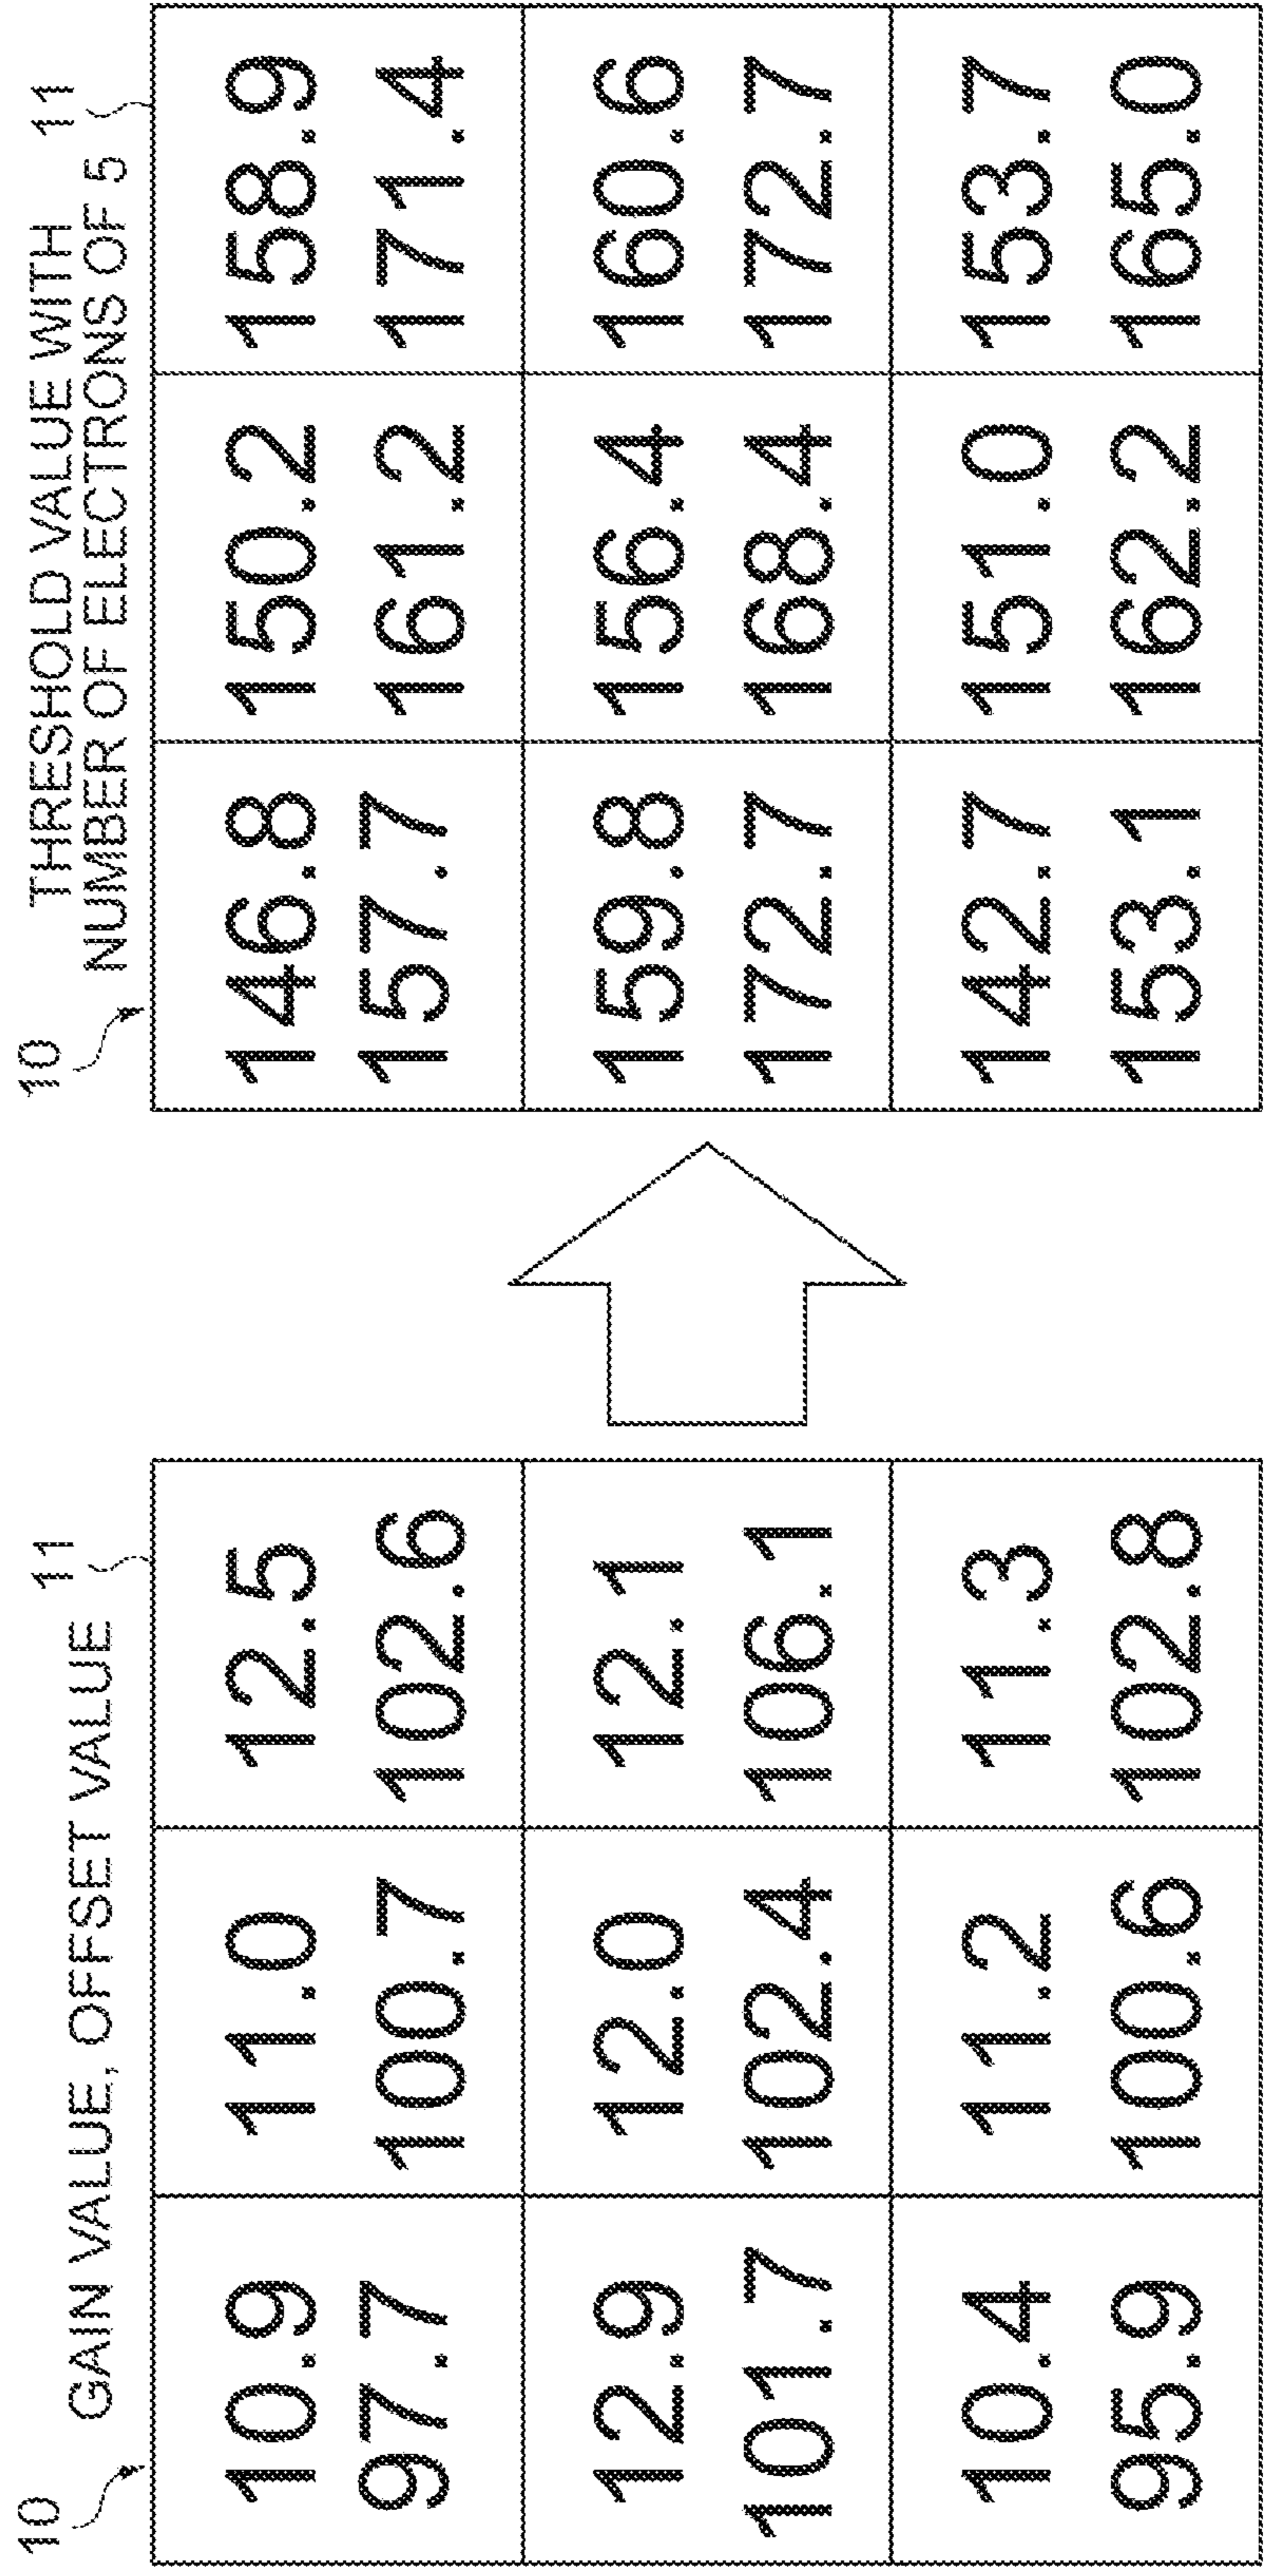 10
GAIN VALUE, OFFSET VALUE
11
10.9 11.0 12.5
97.7 100.7 102.6
12.9 12.0 12.1
101.7 102.4 106.1
10.4 11.2 11.3
95.9 100.6 102.8
10
THRESHOLD VALUE WITH
NUMBER OF ELECTRONS OF 5
11
146.8 150.2 158.9
157.7 161.2 171.4
159.8 156.4 160.6
172.7 168.4 172.7
142.7 151.0 153.7
153.1 162.2 165.0